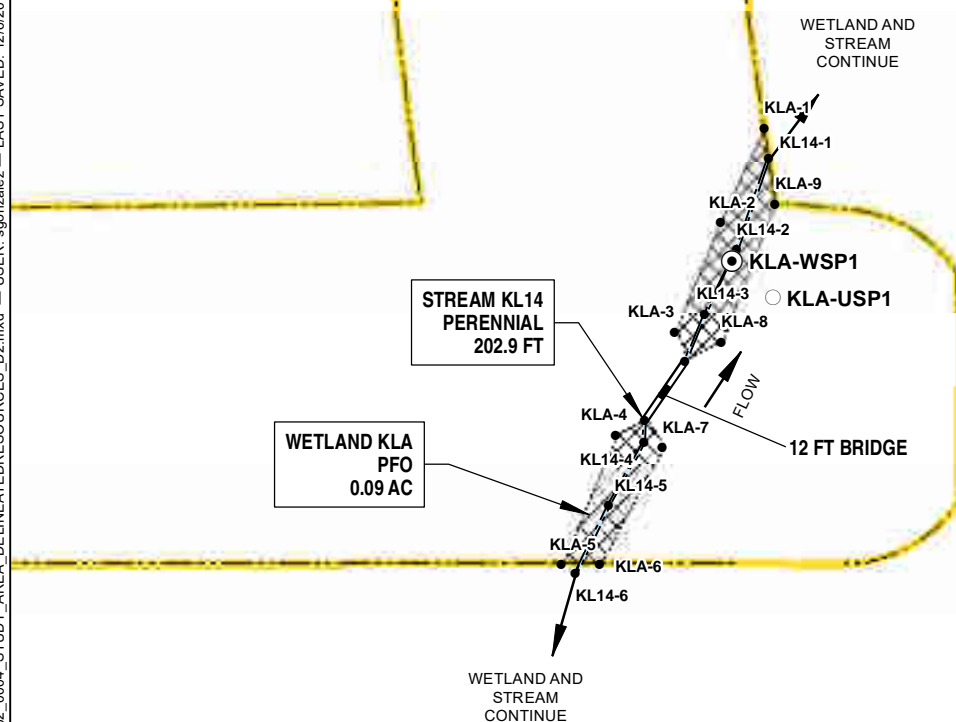 WETLAND AND
STREAM
CONTINUE
KLA-1
KL14-1
KLA-9
KLA-2
KL14-2
KLA-WSP1
KLA-USP1
KL14-3
KLA-3
KLA-8
STREAM KL14
PERENNIAL
202.9 FT
FLOW
KLA-4
KLA-7
12 FT BRIDGE
WETLAND KLA
PFO
0.09 AC
KL14-4
KL14-5
KLA-5
KLA-6
KL14-6
WETLAND AND
STREAM
CONTINUE